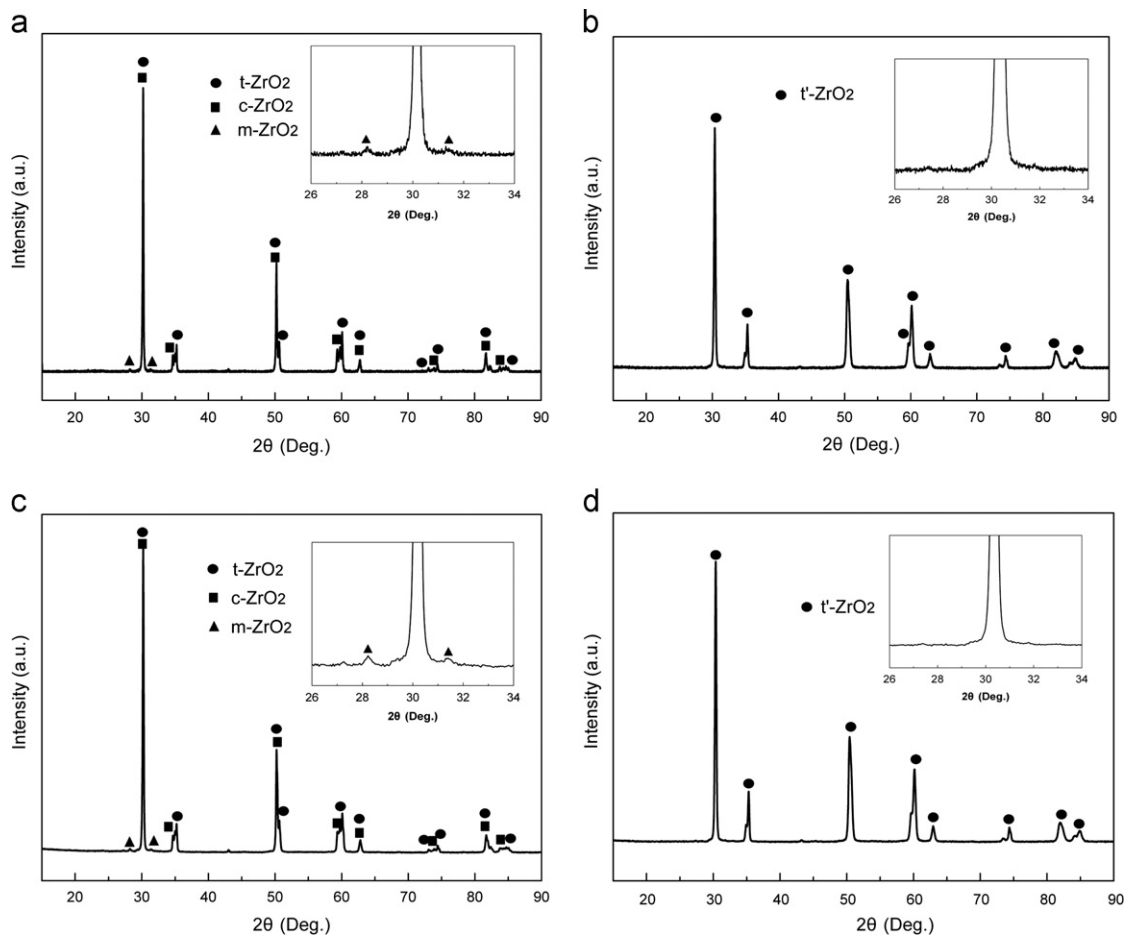 a
t-ZrO2
c-ZrO2
m-ZrO2
26 28 30 32 34
2θ (Deg.)
Intensity (a.u.)
20 30 40 50 60 70 80 90
2θ (Deg.)
b
t'-ZrO2
26 28 30 32 34
2θ (Deg.)
Intensity (a.u.)
20 30 40 50 60 70 80 90
2θ (Deg.)
c
t-ZrO2
c-ZrO2
m-ZrO2
26 28 30 32 34
2θ (Deg.)
Intensity (a.u.)
20 30 40 50 60 70 80 90
2θ (Deg.)
d
t'-ZrO2
26 28 30 32 34
2θ (Deg.)
Intensity (a.u.)
20 30 40 50 60 70 80 90
2θ (Deg.)